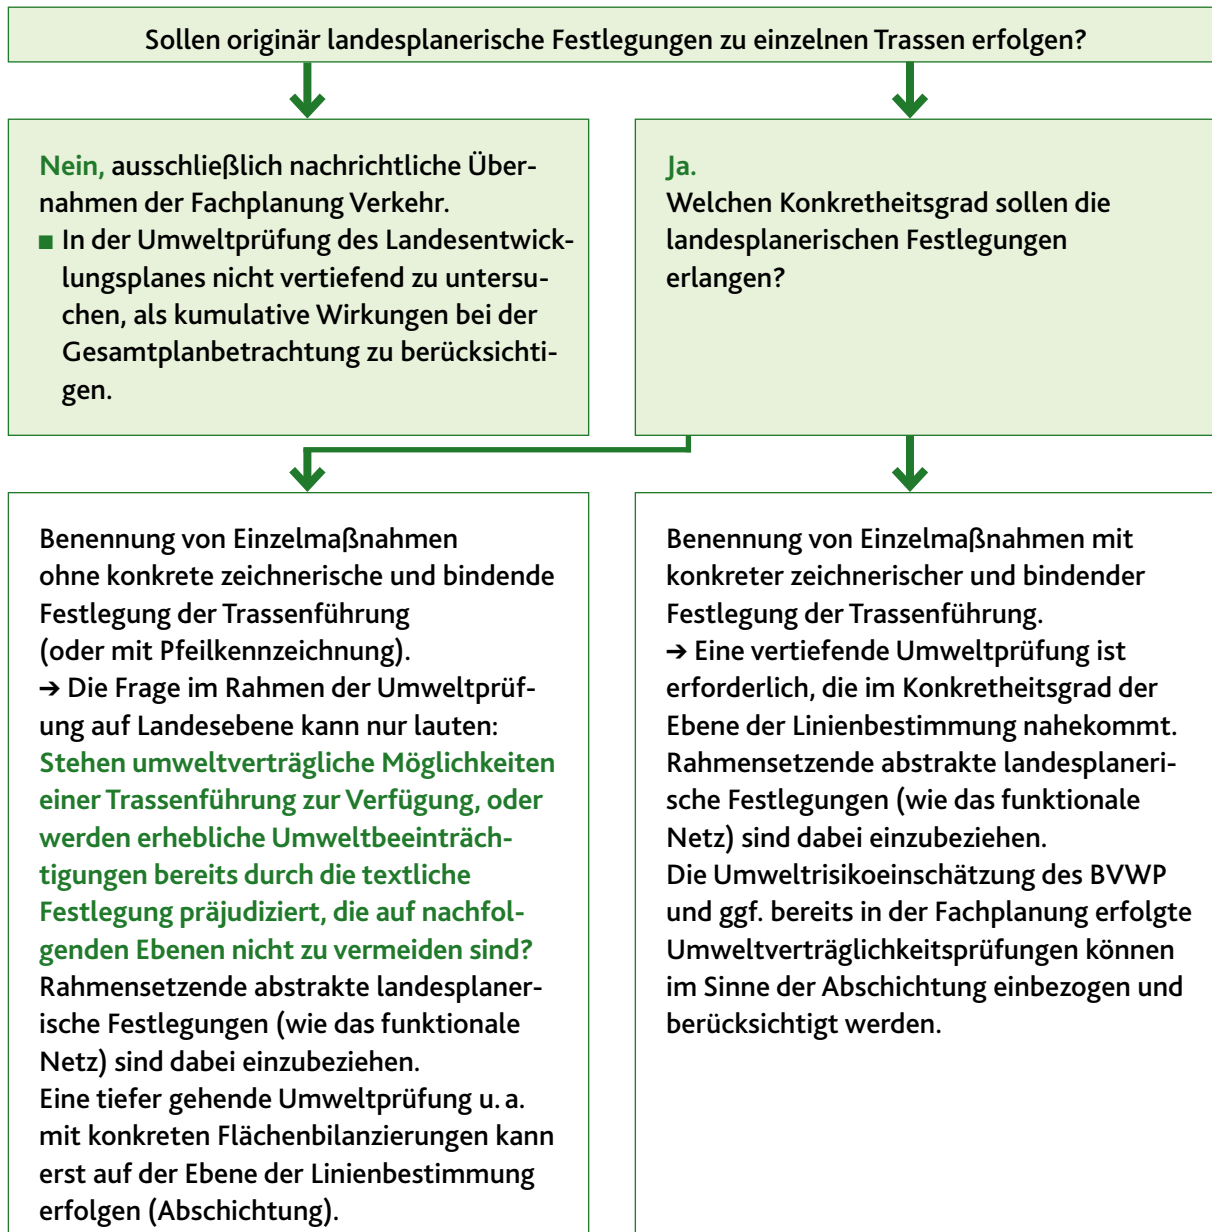 Sollen originär landesplanerische Festlegungen zu einzelnen Trassen erfolgen?
Nein, ausschließlich nachrichtliche Über-
nahmen der Fachplanung Verkehr.
■ In der Umweltprüfung des Landesentwick-
lungsplanes nicht vertiefend zu untersu-
chen, als kumulative Wirkungen bei der
Gesamtplanbetrachtung zu berücksichti-
gen.
Ja.
Welchen Konkretheitsgrad sollen die
landesplanerischen Festlegungen
erlangen?
Benennung von Einzelmaßnahmen
ohne konkrete zeichnerische und bindende
Festlegung der Trassenführung
(oder mit Pfeilkennzeichnung).
→ Die Frage im Rahmen der Umweltprüf-
ung auf Landesebene kann nur lauten:
Stehen umweltverträgliche Möglichkeiten
einer Trassenführung zur Verfügung, oder
werden erhebliche Umweltbeeinträch-
tigungen bereits durch die textliche
Festlegung präjudiziert, die auf nachfol-
genden Ebenen nicht zu vermeiden sind?
Rahmensetzende abstrakte landesplaner-
ische Festlegungen (wie das funktionale
Netz) sind dabei einzubeziehen.
Eine tiefer gehende Umweltprüfung u. a.
mit konkreten Flächenbilanzierungen kann
erst auf der Ebene der Linienbestimmung
erfolgen (Abschichtung).
Benennung von Einzelmaßnahmen mit
konkreter zeichnerischer und bindender
Festlegung der Trassenführung.
→ Eine vertiefende Umweltprüfung ist
erforderlich, die im Konkretheitsgrad der
Ebene der Linienbestimmung nahekommt.
Rahmensetzende abstrakte landesplaneri-
sche Festlegungen (wie das funktionale
Netz) sind dabei einzubeziehen.
Die Umweltrisikoeinschätzung des BVWP
und ggf. bereits in der Fachplanung erfolgte
Umweltverträglichkeitsprüfungen können
im Sinne der Abschichtung einbezogen und
berücksichtigt werden.